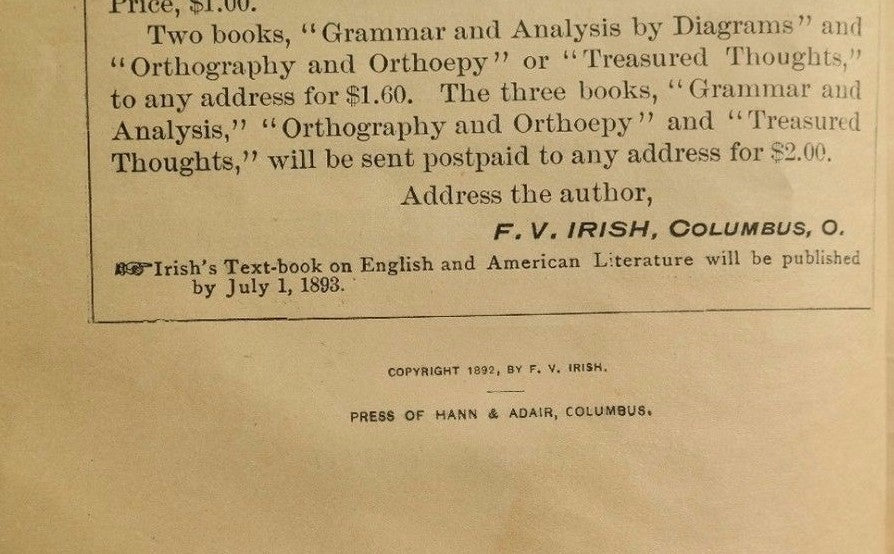 Price, $1.00.
Two books, “Grammar and Analysis by Diagrams” and
“Orthography and Orthoepy” or “Treasured Thoughts,”
to any address for $1.60. The three books, “Grammar and
Analysis,” “Orthography and Orthoepy” and “Treasured
Thoughts,” will be sent postpaid to any address for $2.00.
Address the author,
F. V. IRISH, COLUMBUS, O.
☞Irish's Text-book on English and American Literature will be published
by July 1, 1893.
COPYRIGHT 1892, BY F. V. IRISH.
PRESS OF HANN & ADAIR, COLUMBUS.